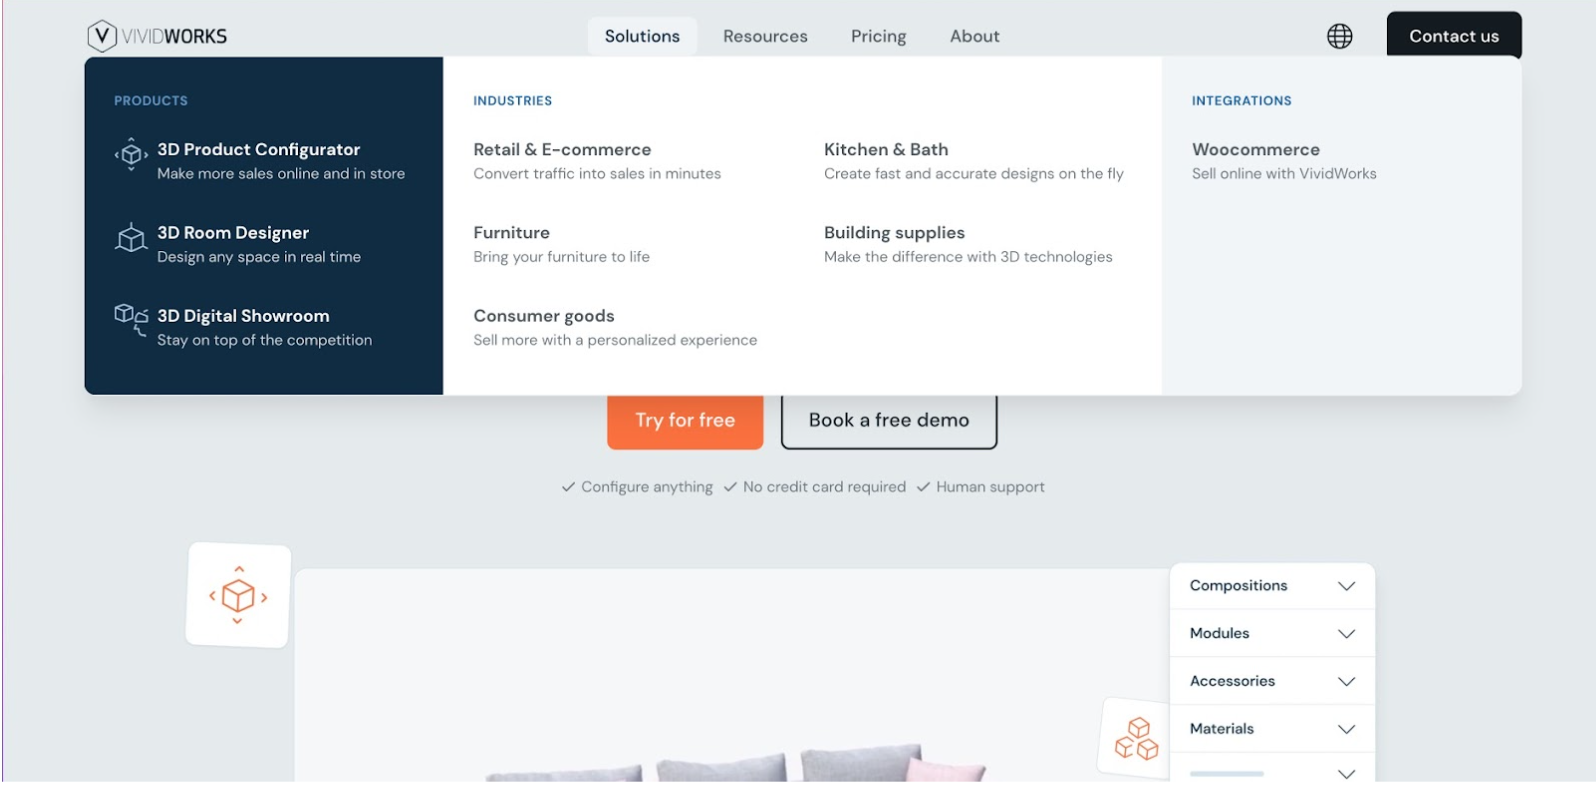 VIVIDWORKS
Solutions
Resources
Pricing
About
Contact us
PRODUCTS
3D Product Configurator
Make more sales online and in store
3D Room Designer
Design any space in real time
3D Digital Showroom
Stay on top of the competition
INDUSTRIES
Retail & E-commerce
Convert traffic into sales in minutes
Furniture
Bring your furniture to life
Consumer goods
Sell more with a personalized experience
Kitchen & Bath
Create fast and accurate designs on the fly
Building supplies
Make the difference with 3D technologies
INTEGRATIONS
Woocommerce
Sell online with VividWorks
Try for free
Book a free demo
Configure anything
No credit card required
Human support
Compositions
Modules
Accessories
Materials